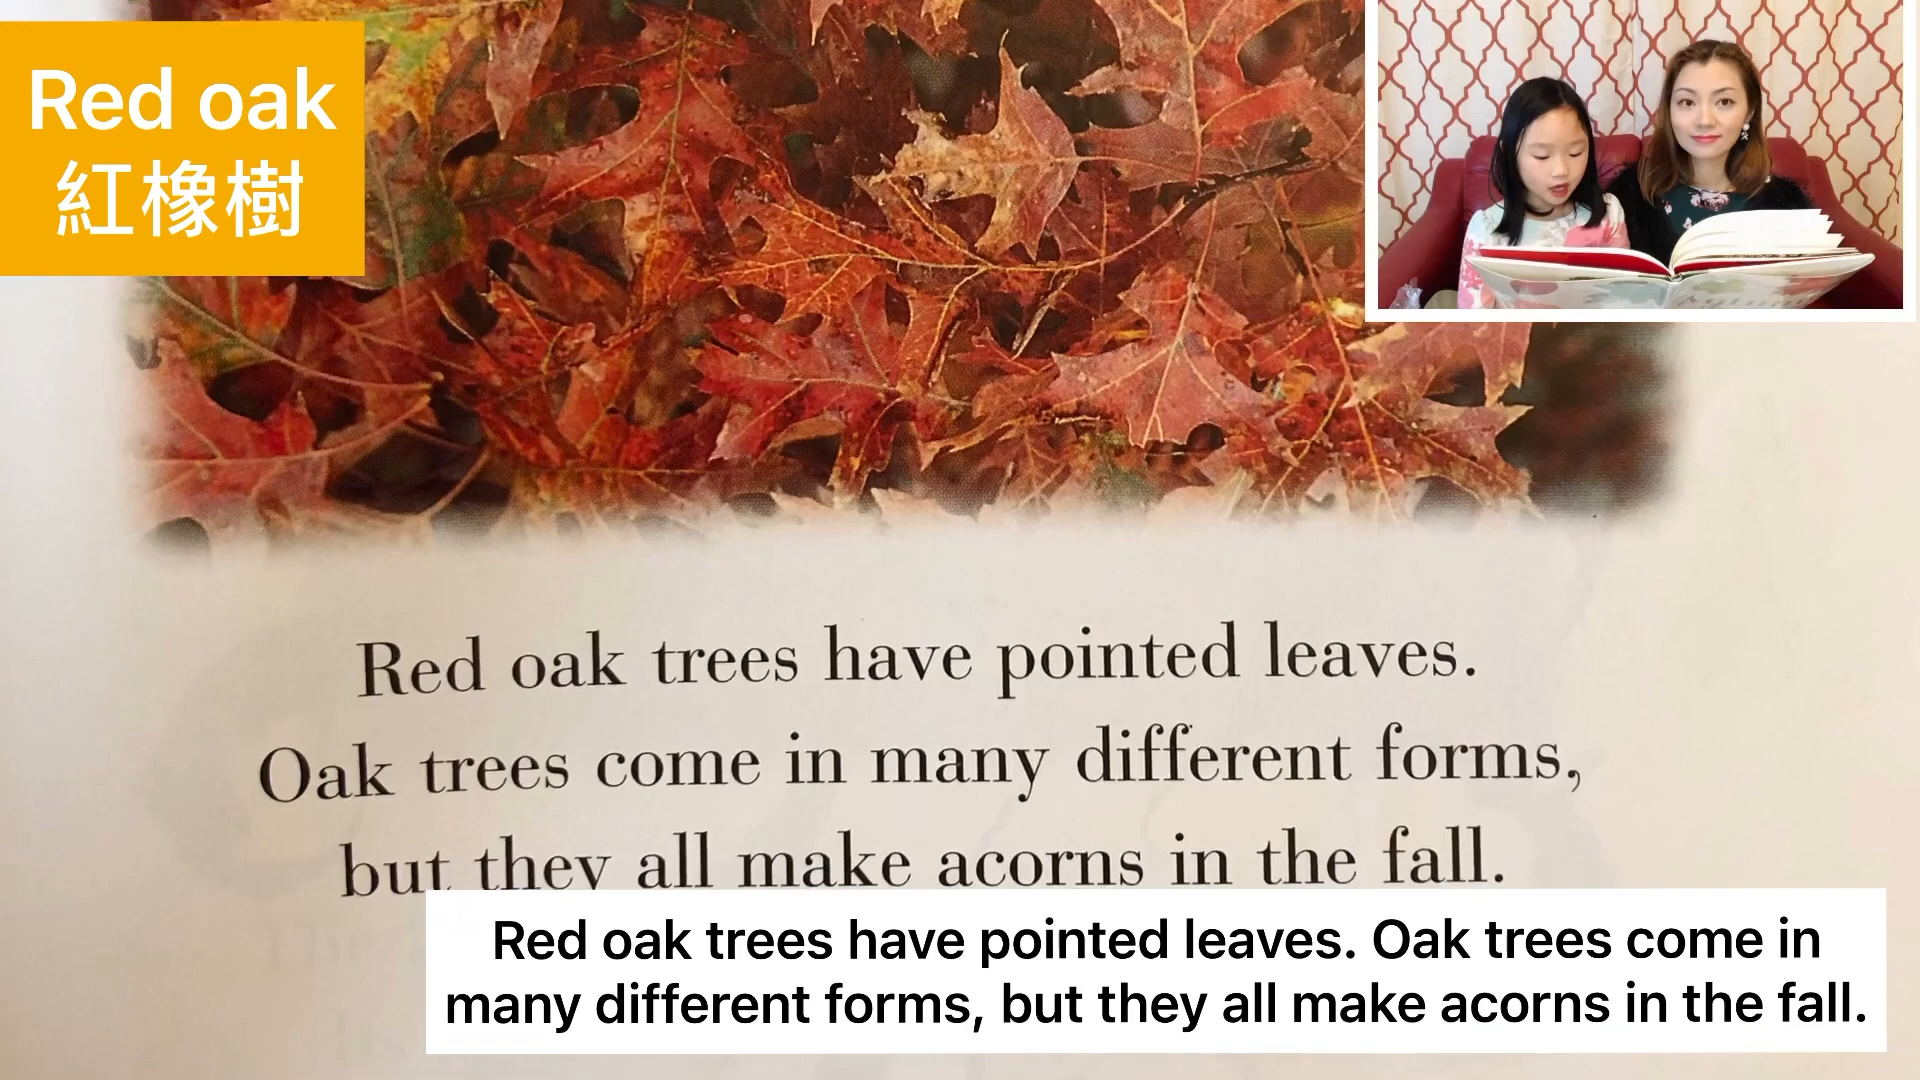 Red oak
紅橡樹
Red oak trees have pointed leaves.
Oak trees come in many different forms,
but they all make acorns in the fall.
Red oak trees have pointed leaves. Oak trees come in
many different forms, but they all make acorns in the fall.